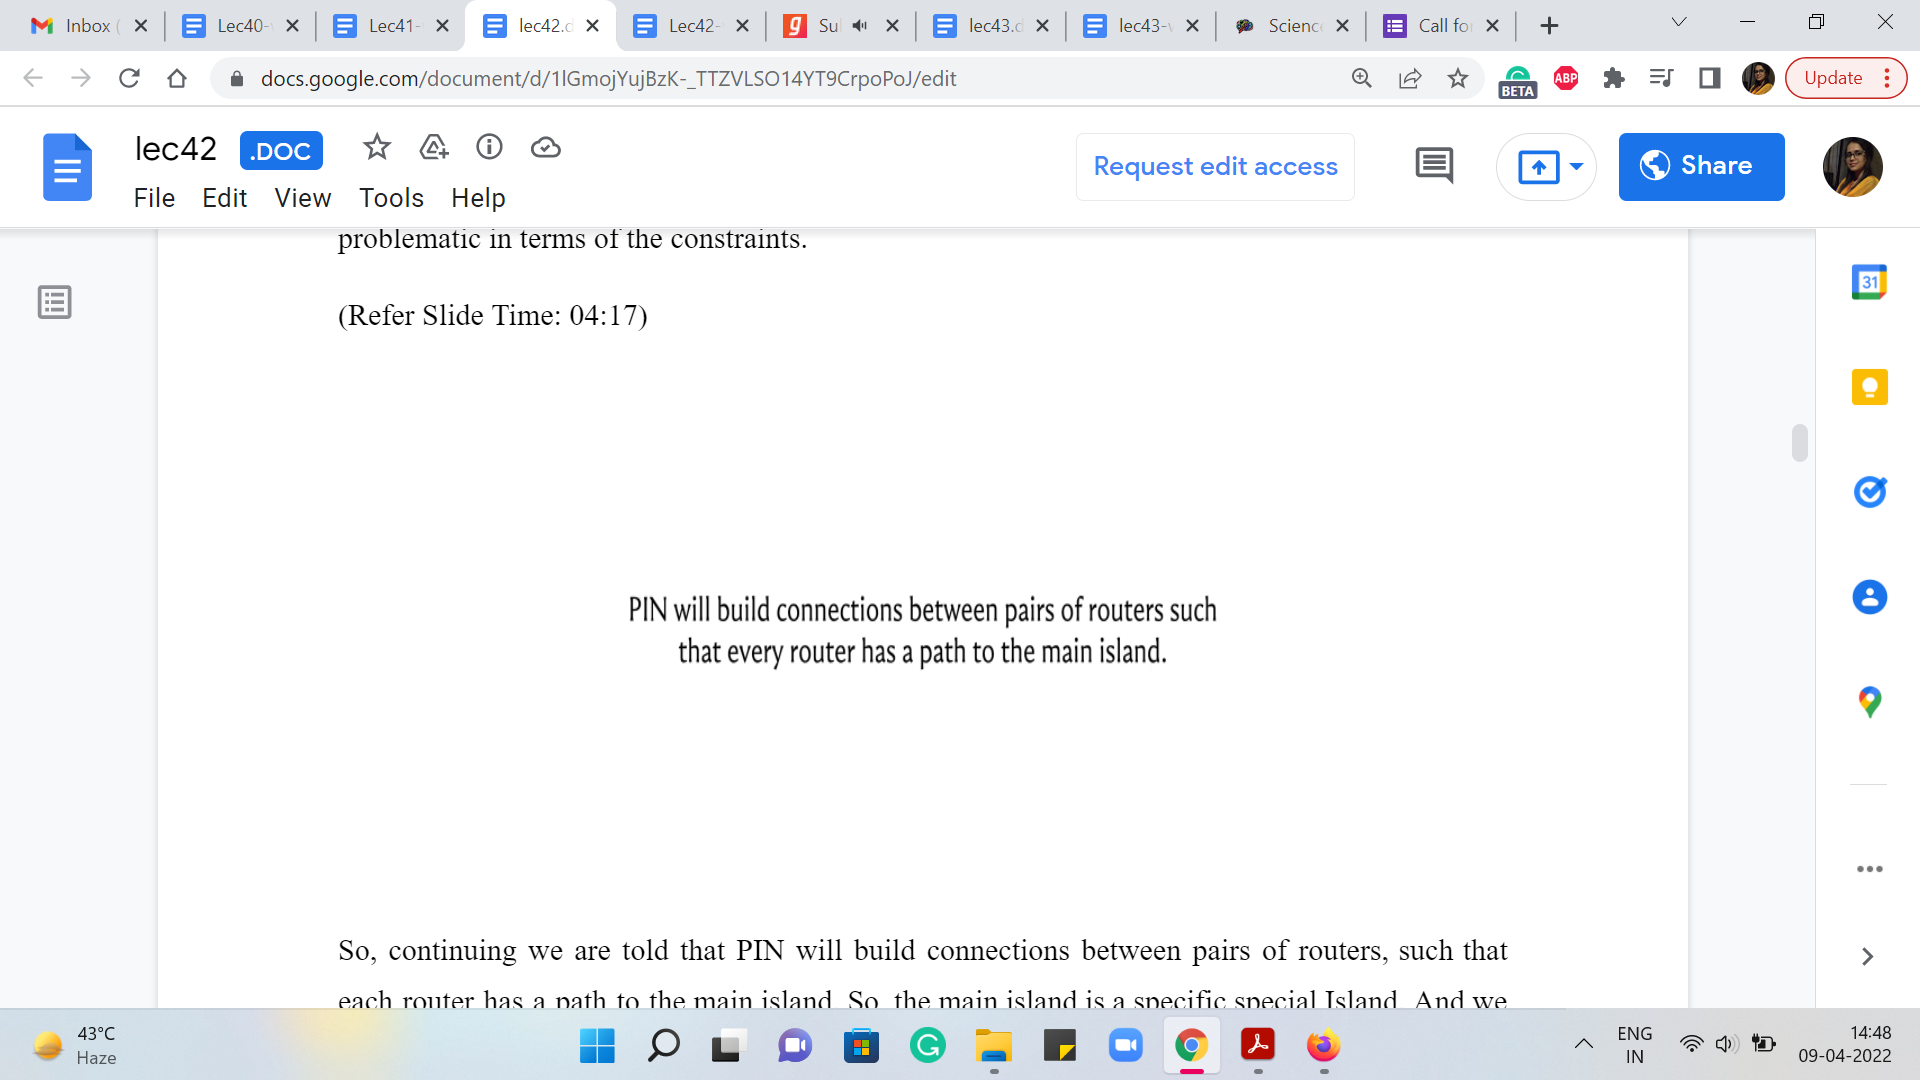 Inbox (
Lec40-
Lec41-
lec42.d
Lec42-
Su
lec43.d
lec43-v
Science
Call fo
docs.google.com/document/d/1lGmojYujBzK-_TTZVLSO14YT9CrpoPoJ/edit
BETA
ABP
Update
lec42
.DOC
Request edit access
Share
File Edit View Tools Help
problematic in terms of the constraints.
(Refer Slide Time: 04:17)
31
PIN will build connections between pairs of routers such
that every router has a path to the main island.
So, continuing we are told that PIN will build connections between pairs of routers, such that
each router has a path to the main island. So, the main island is a specific special Island. And we
43°C
Haze
ENG
IN
14:48
09-04-2022